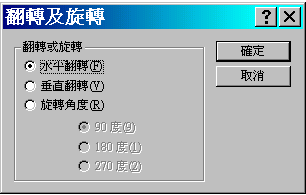 翻轉及旋轉
翻轉或旋轉
水平翻轉(F)
垂直翻轉(V)
旋轉角度(R)
90 度(9)
180 度(1)
270 度(2)
確定
取消